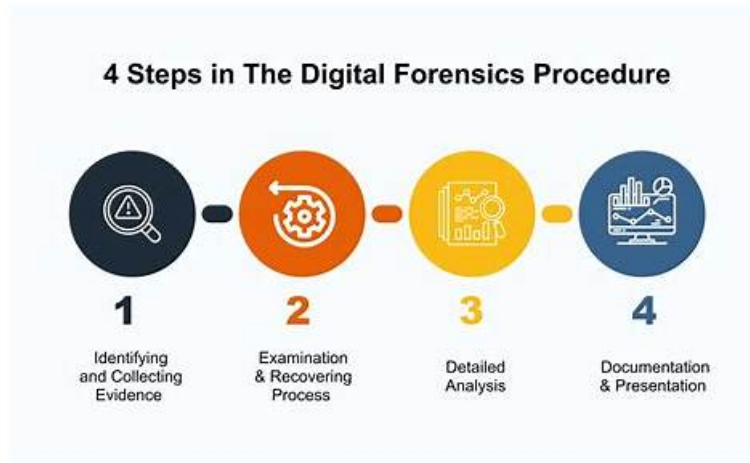 4 Steps in The Digital Forensics Procedure
1
Identifying
and Collecting
Evidence
2
Examination
& Recovering
Process
3
Detailed
Analysis
4
Documentation
& Presentation